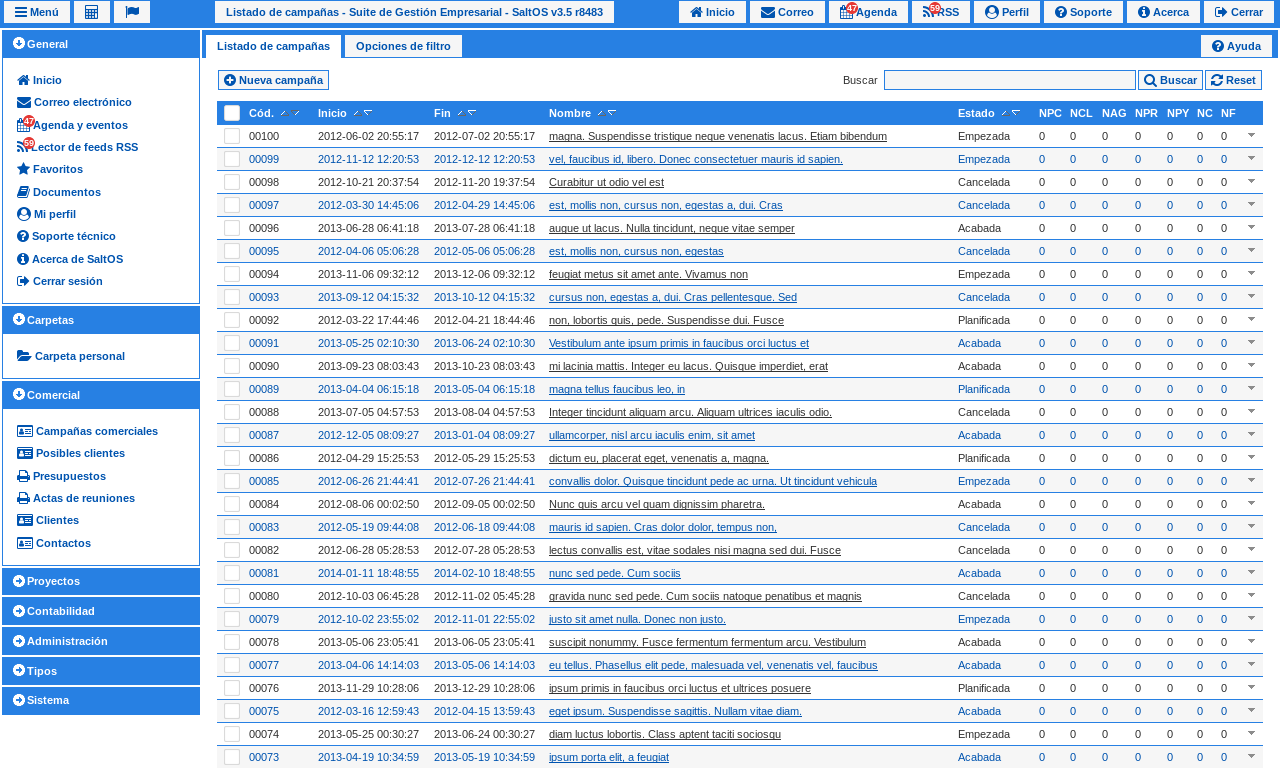 Menú
Listado de campañas - Suite de Gestión Empresarial - SaltOS v3.5 r8483
Inicio Correo 47 Agenda 59 RSS Perfil Soporte Acerca Cerrar
General
Inicio
Correo electrónico
47 Agenda y eventos
59 Lector de feeds RSS
Favoritos
Documentos
Mi perfil
Soporte técnico
Acerca de SaltOS
Cerrar sesión
Carpetas
Carpeta personal
Comercial
Campañas comerciales
Posibles clientes
Presupuestos
Actas de reuniones
Clientes
Contactos
Proyectos
Contabilidad
Administración
Tipos
Sistema
Listado de campañas Opciones de filtro Ayuda
Nueva campaña Buscar Buscar Reset
Cód. Inicio Fin Nombre Estado NPC NCL NAG NPR NPY NC NF
00100 2012-06-02 20:55:17 2012-07-02 20:55:17 magna. Suspendisse tristique neque venenatis lacus. Etiam bibendum Empezada 0 0 0 0 0 0 0
00099 2012-11-12 12:20:53 2012-12-12 12:20:53 vel, faucibus id, libero. Donec consectetuer mauris id sapien. Empezada 0 0 0 0 0 0 0
00098 2012-10-21 20:37:54 2012-11-20 19:37:54 Curabitur ut odio vel est Cancelada 0 0 0 0 0 0 0
00097 2012-03-30 14:45:06 2012-04-29 14:45:06 est, mollis non, cursus non, egestas a, dui. Cras Cancelada 0 0 0 0 0 0 0
00096 2013-06-28 06:41:18 2013-07-28 06:41:18 augue ut lacus. Nulla tincidunt, neque vitae semper Acabada 0 0 0 0 0 0 0
00095 2012-04-06 05:06:28 2012-05-06 05:06:28 est, mollis non, cursus non, egestas Cancelada 0 0 0 0 0 0 0
00094 2013-11-06 09:32:12 2013-12-06 09:32:12 feugiat metus sit amet ante. Vivamus non Empezada 0 0 0 0 0 0 0
00093 2013-09-12 04:15:32 2013-10-12 04:15:32 cursus non, egestas a, dui. Cras pellentesque. Sed Cancelada 0 0 0 0 0 0 0
00092 2012-03-22 17:44:46 2012-04-21 18:44:46 non, lobortis quis, pede. Suspendisse dui. Fusce Planificada 0 0 0 0 0 0 0
00091 2013-05-25 02:10:30 2013-06-24 02:10:30 Vestibulum ante ipsum primis in faucibus orci luctus et Acabada 0 0 0 0 0 0 0
00090 2013-09-23 08:03:43 2013-10-23 08:03:43 mi lacinia mattis. Integer eu lacus. Quisque imperdiet, erat Acabada 0 0 0 0 0 0 0
00089 2013-04-04 06:15:18 2013-05-04 06:15:18 magna tellus faucibus leo, in Planificada 0 0 0 0 0 0 0
00088 2013-07-05 04:57:53 2013-08-04 04:57:53 Integer tincidunt aliquam arcu. Aliquam ultrices iaculis odio. Cancelada 0 0 0 0 0 0 0
00087 2012-12-05 08:09:27 2013-01-04 08:09:27 ullamcorper, nisl arcu iaculis enim, sit amet Acabada 0 0 0 0 0 0 0
00086 2012-04-29 15:25:53 2012-05-29 15:25:53 dictum eu, placerat eget, venenatis a, magna. Planificada 0 0 0 0 0 0 0
00085 2012-06-26 21:44:41 2012-07-26 21:44:41 convallis dolor. Quisque tincidunt pede ac urna. Ut tincidunt vehicula Empezada 0 0 0 0 0 0 0
00084 2012-08-06 00:02:50 2012-09-05 00:02:50 Nunc quis arcu vel quam dignissim pharetra. Acabada 0 0 0 0 0 0 0
00083 2012-05-19 09:44:08 2012-06-18 09:44:08 mauris id sapien. Cras dolor dolor, tempus non, Cancelada 0 0 0 0 0 0 0
00082 2012-06-28 05:28:53 2012-07-28 05:28:53 lectus convallis est, vitae sodales nisi magna sed dui. Fusce Cancelada 0 0 0 0 0 0 0
00081 2014-01-11 18:48:55 2014-02-10 18:48:55 nunc sed pede. Cum sociis Acabada 0 0 0 0 0 0 0
00080 2012-10-03 06:45:28 2012-11-02 05:45:28 gravida nunc sed pede. Cum sociis natoque penatibus et magnis Cancelada 0 0 0 0 0 0 0
00079 2012-10-02 23:55:02 2012-11-01 22:55:02 justo sit amet nulla. Donec non justo. Empezada 0 0 0 0 0 0 0
00078 2013-05-06 23:05:41 2013-06-05 23:05:41 suscipit nonummy. Fusce fermentum fermentum arcu. Vestibulum Acabada 0 0 0 0 0 0 0
00077 2013-04-06 14:14:03 2013-05-06 14:14:03 eu tellus. Phasellus elit pede, malesuada vel, venenatis vel, faucibus Acabada 0 0 0 0 0 0 0
00076 2013-11-29 10:28:06 2013-12-29 10:28:06 ipsum primis in faucibus orci luctus et ultrices posuere Planificada 0 0 0 0 0 0 0
00075 2012-03-16 12:59:43 2012-04-15 13:59:43 eget ipsum. Suspendisse sagittis. Nullam vitae diam. Acabada 0 0 0 0 0 0 0
00074 2013-05-25 00:30:27 2013-06-24 00:30:27 diam luctus lobortis. Class aptent taciti sociosqu Empezada 0 0 0 0 0 0 0
00073 2013-04-19 10:34:59 2013-05-19 10:34:59 ipsum porta elit, a feugiat Acabada 0 0 0 0 0 0 0